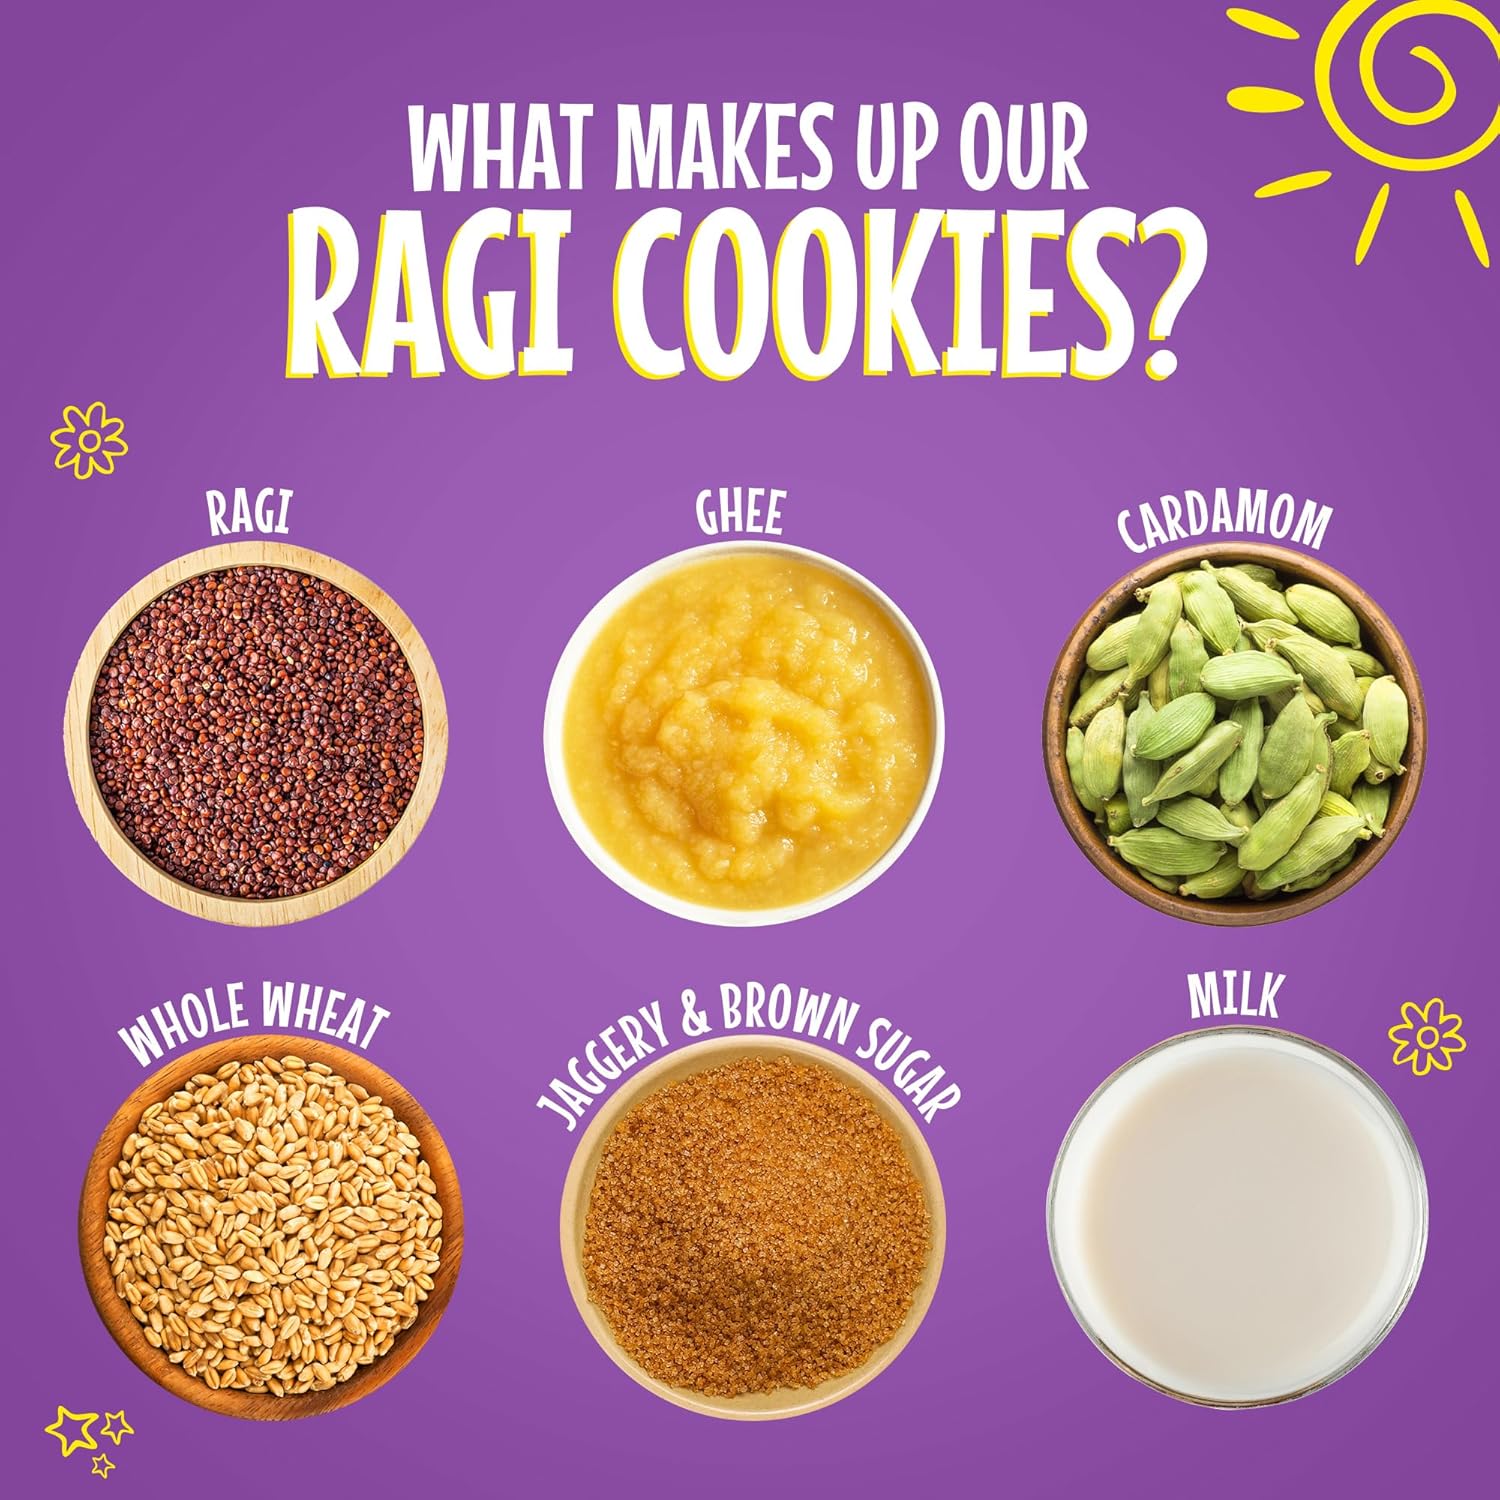 WHAT MAKES UP OUR
RAGI COOKIES?
RAGI
GHEE
CARDAMOM
WHOLE WHEAT
JAGGERY & BROWN SUGAR
MILK